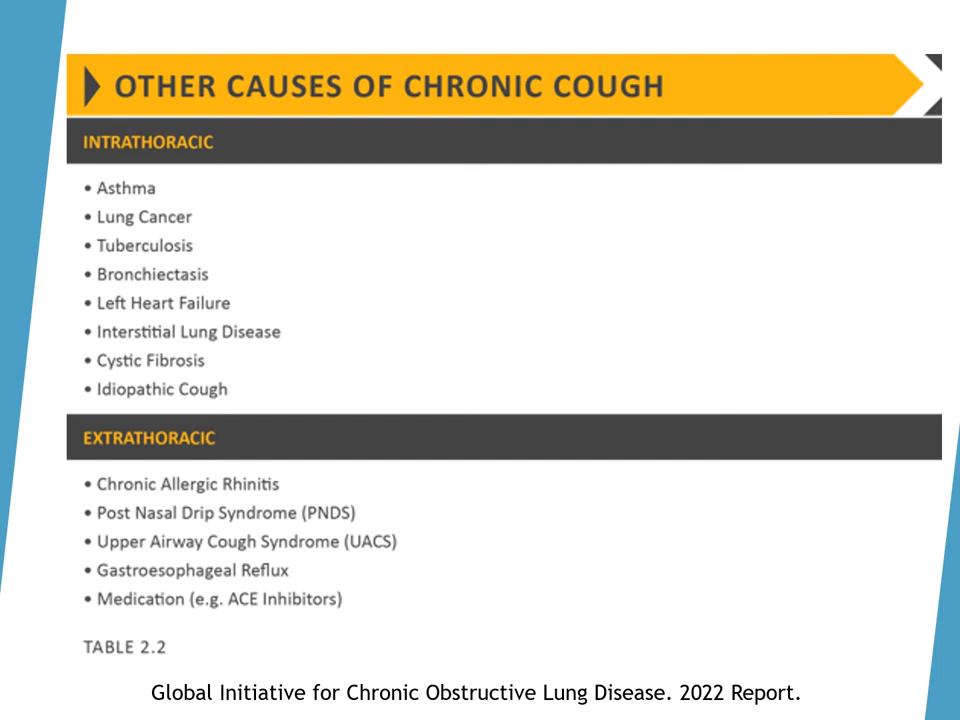 OTHER CAUSES OF CHRONIC COUGH
INTRATHORACIC
• Asthma
• Lung Cancer
• Tuberculosis
• Bronchiectasis
• Left Heart Failure
• Interstitial Lung Disease
• Cystic Fibrosis
• Idiopathic Cough
EXTRATHORACIC
• Chronic Allergic Rhinitis
• Post Nasal Drip Syndrome (PNDS)
• Upper Airway Cough Syndrome (UACS)
• Gastroesophageal Reflux
• Medication (e.g. ACE Inhibitors)
TABLE 2.2
Global Initiative for Chronic Obstructive Lung Disease. 2022 Report.